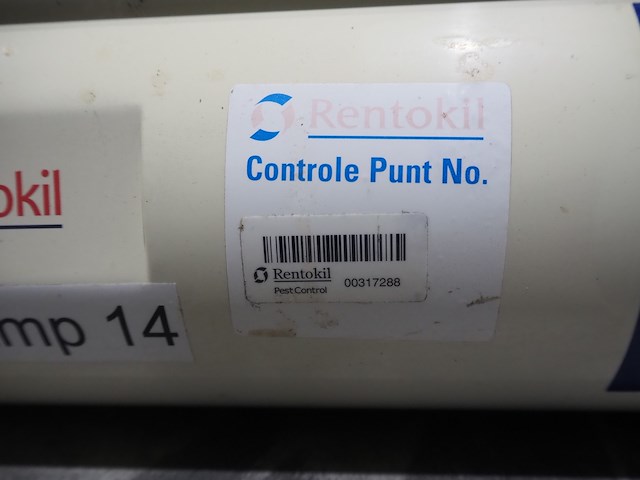 okil
mp 14
Rentokil
Controle Punt No.
Rentokil
Pest Control 00317288